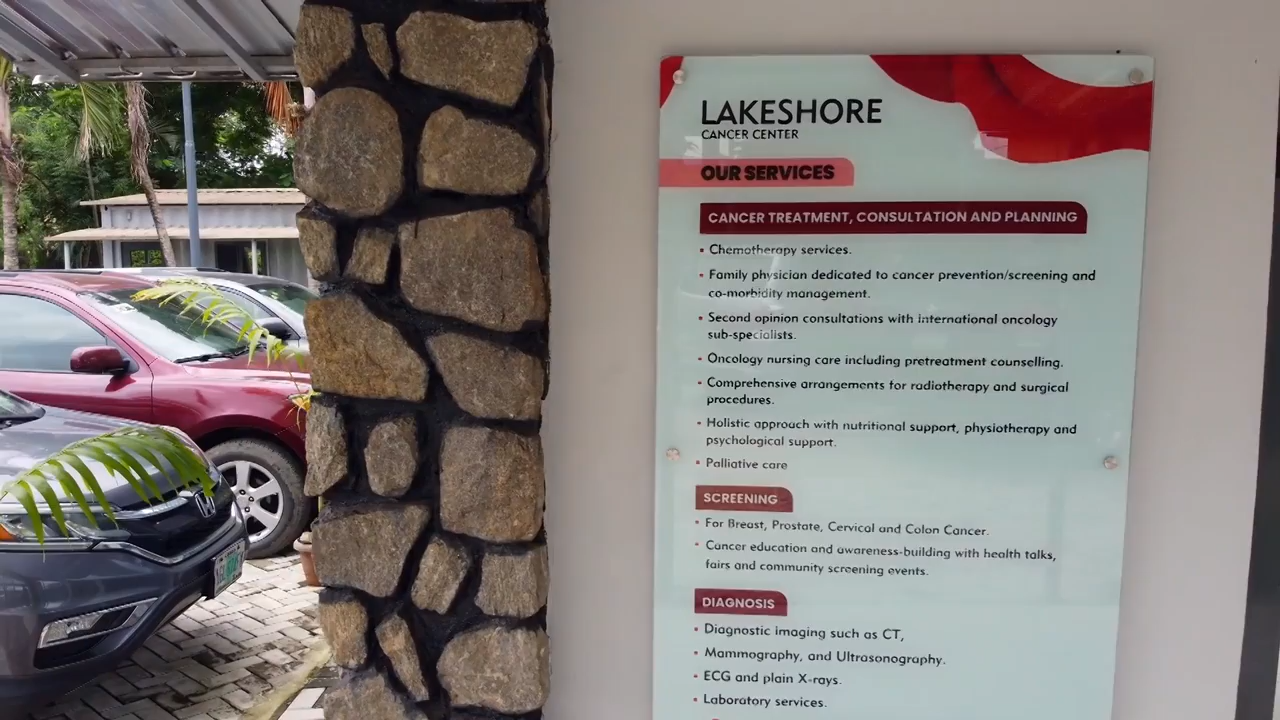 LAKESHORE
CANCER CENTER
OUR SERVICES
CANCER TREATMENT, CONSULTATION AND PLANNING
Chemotherapy services.
Family physician dedicated to cancer prevention/screening and
co-morbidity management.
Second opinion consultations with international oncology
sub-specialists.
Oncology nursing care including pretreatment counselling.
Comprehensive arrangements for radiotherapy and surgical
procedures.
Holistic approach with nutritional support, physiotherapy and
psychological support.
Palliative care
SCREENING
For Breast, Prostate, Cervical and Colon Cancer.
Cancer education and awareness-building with health talks,
fairs and community screening events.
DIAGNOSIS
Diagnostic imaging such as CT,
Mammography, and Ultrasonography.
ECG and plain X-rays.
Laboratory services.